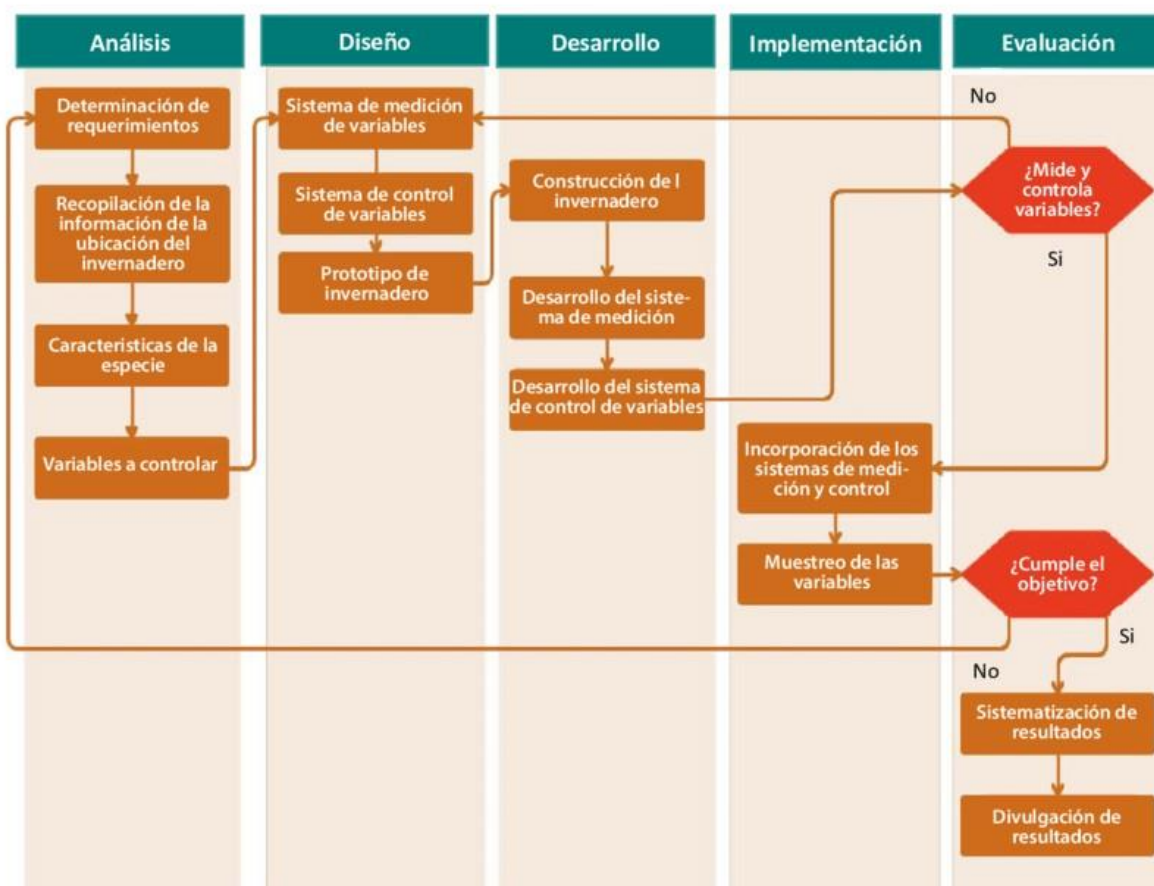 Análisis
Diseño
Desarrollo
Implementación
Evaluación
Determinación de
requerimientos
Recopilación de la
información de la
ubicación del
invernadero
Caracteristicas de la
especie
Variables a controlar
Sistema de medición
de variables
Sistema de control
de variables
Prototipo de
invernadero
Construcción de l
invernadero
Desarrollo del siste-
ma de medición
Desarrollo del sistema
de control de variables
Incorporación de los
sistemas de medi-
ción y control
Muestreo de las
variables
No
¿Mide y
controla
variables?
Si
¿Cumple el
objetivo?
Si
No
Sistematización de
resultados
Divulgación de
resultados